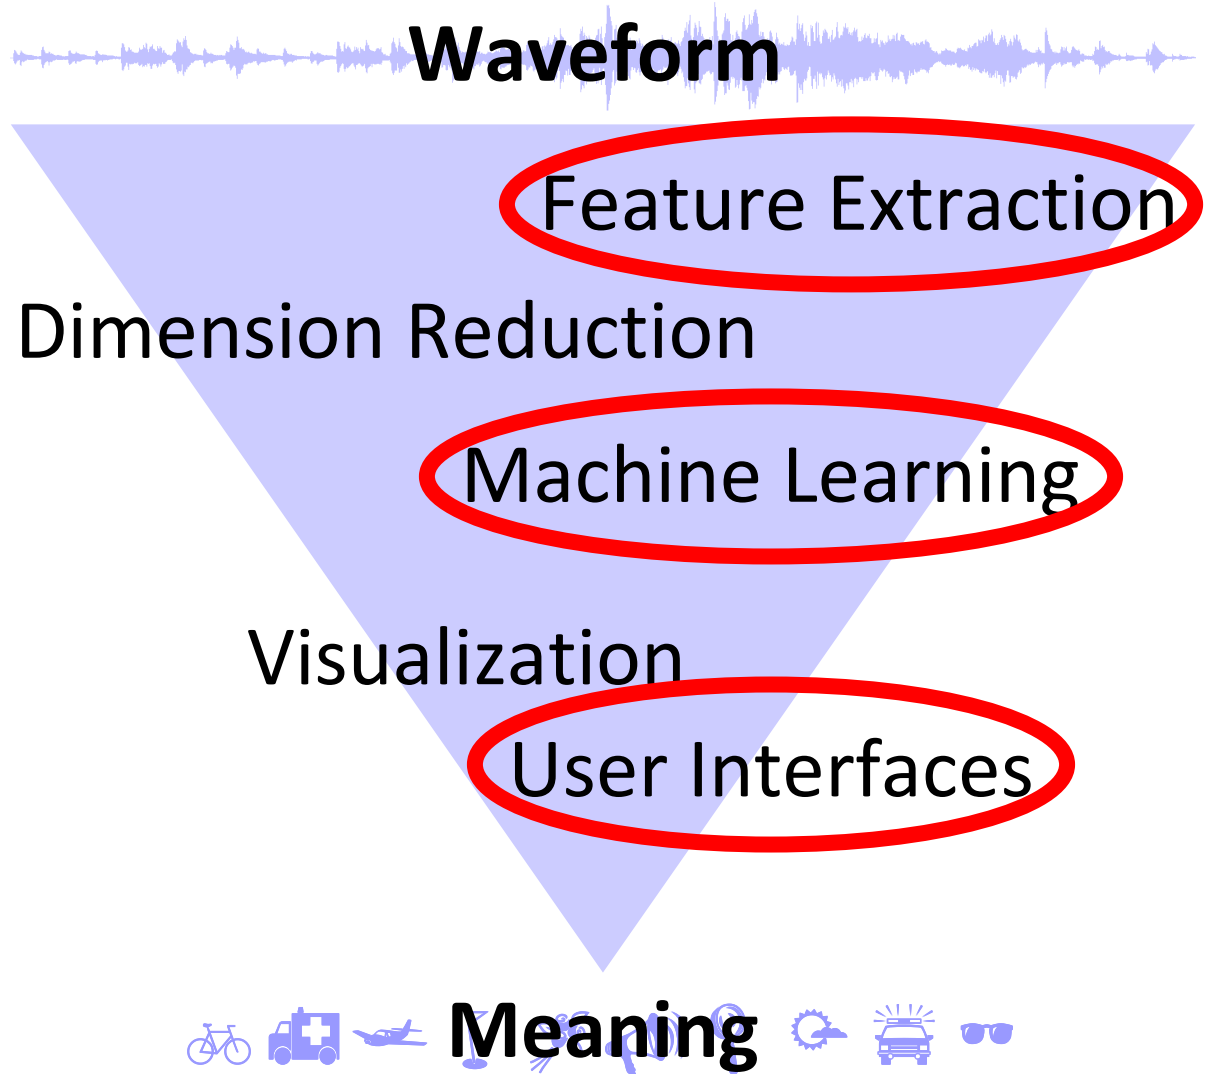 Waveform
Feature Extraction
Dimension Reduction
Machine Learning
Visualization
User Interfaces
Meaning